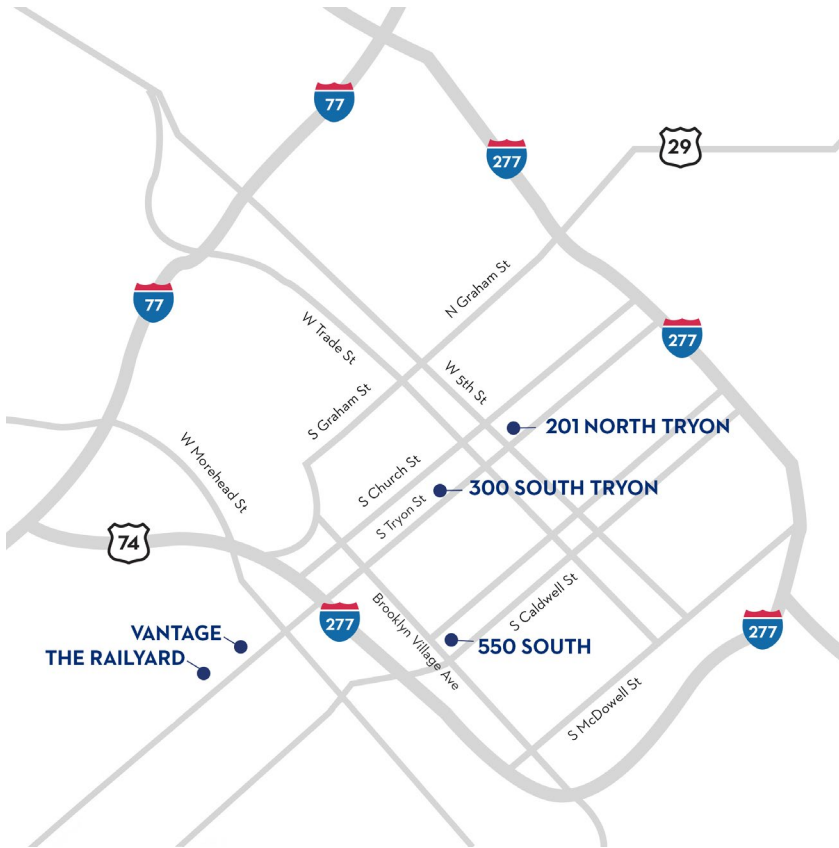 77
277
29
77
N Graham St
277
W Trade St
W 5th St
S Graham St
201 NORTH TRYON
W Morehead St
S Church St
300 SOUTH TRYON
S Tryon St
74
S Caldwell St
Brooklyn Village Ave
277
277
VANTAGE
550 SOUTH
THE RAILYARD
S McDowell St